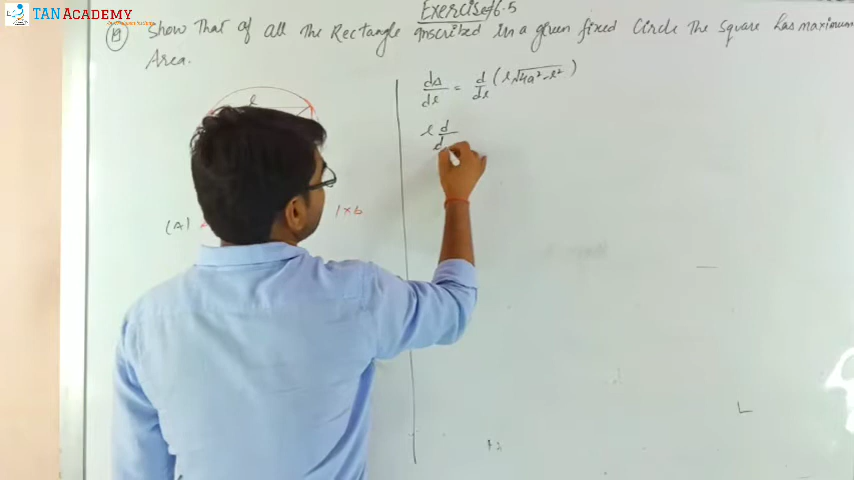 TAN ACADEMY
Exercise 6.5
19 Show That of all The Rectangle inscribed in a given fixed Circle The Square has maximum
Area.
dA/dl = d/dl (l√4a²-l²)
l
l d/d
(A)
l×b